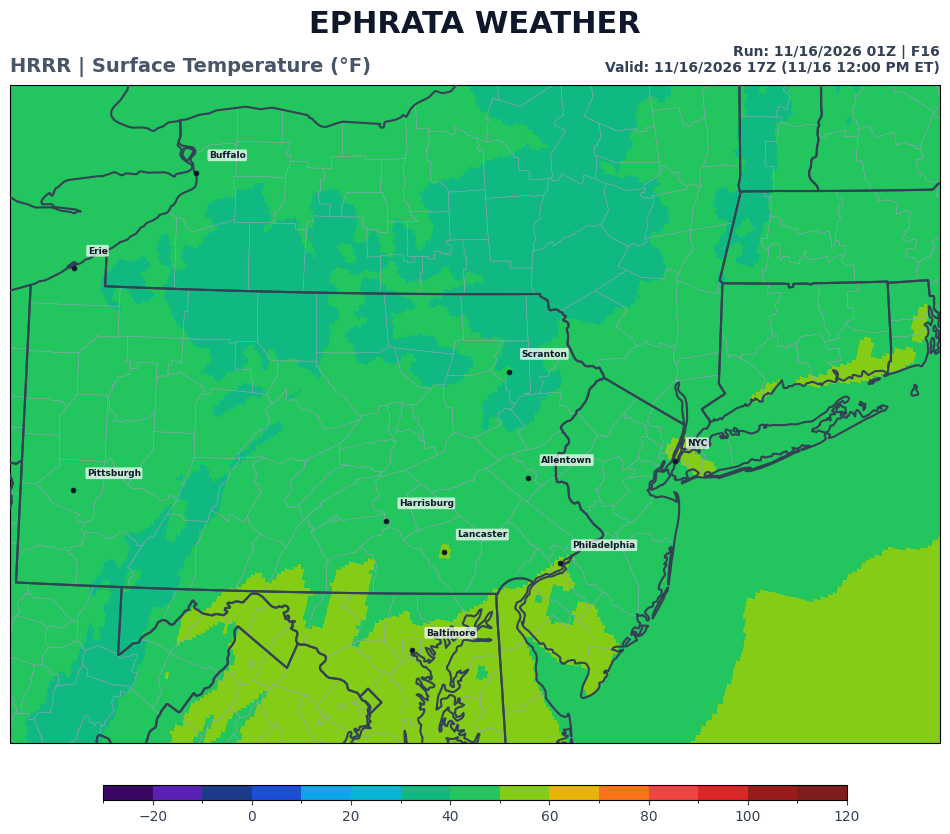 EPHRATA WEATHER
HRRR | Surface Temperature (°F)
Run: 11/16/2026 01Z | F16
Valid: 11/16/2026 17Z (11/16 12:00 PM ET)
Buffalo
Erie
Scranton
NYC
Allentown
Pittsburgh
Harrisburg
Lancaster
Philadelphia
Baltimore
−20 0 20 40 60 80 100 120